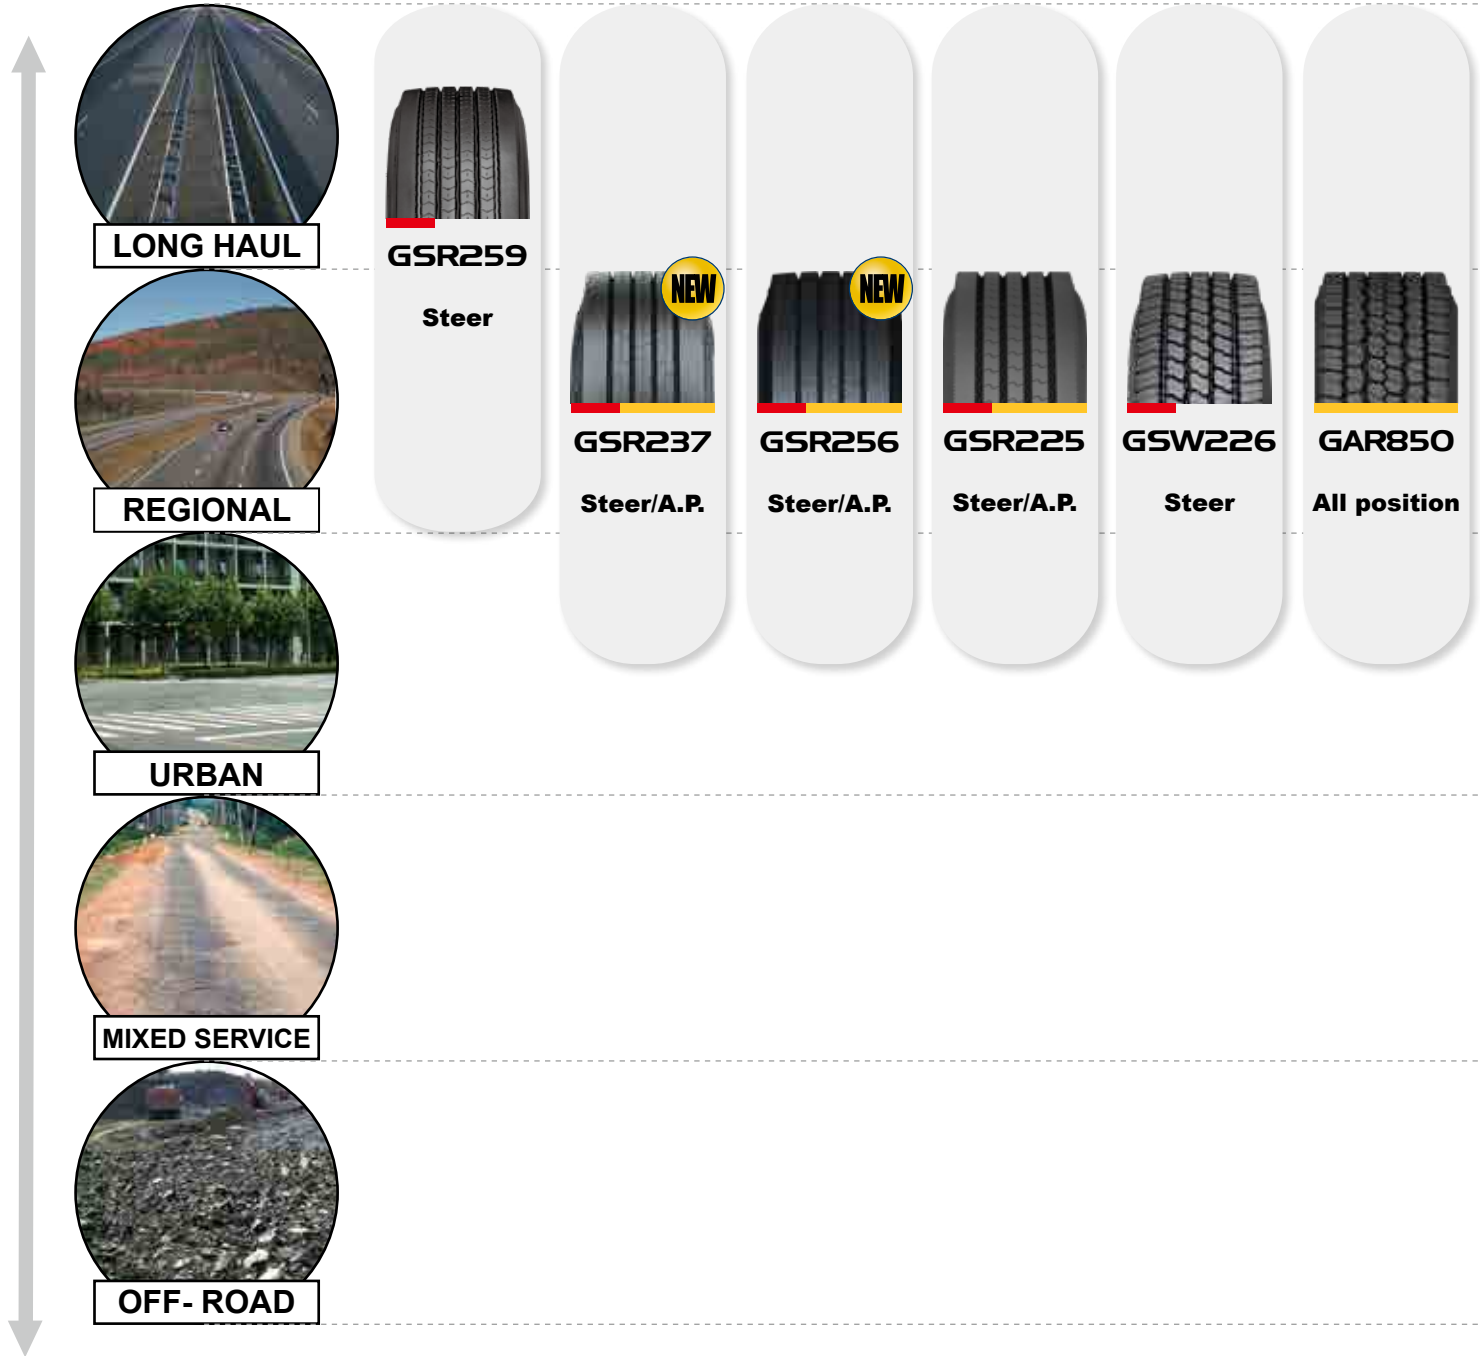 LONG HAUL
GSR259
Steer
NEW
NEW
REGIONAL
GSR237
GSR256
GSR225
GSW226
GAR850
Steer/A.P.
Steer/A.P.
Steer/A.P.
Steer
All position
URBAN
MIXED SERVICE
OFF- ROAD